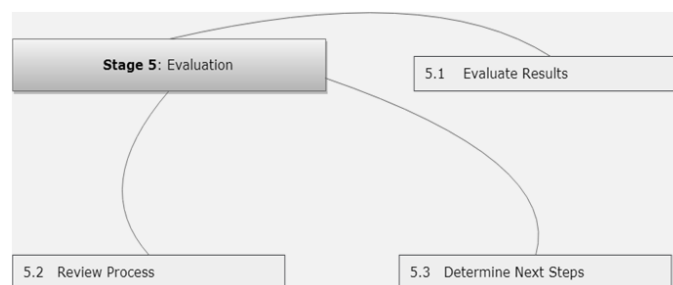 Stage 5: Evaluation
5.1 Evaluate Results
5.2 Review Process
5.3 Determine Next Steps